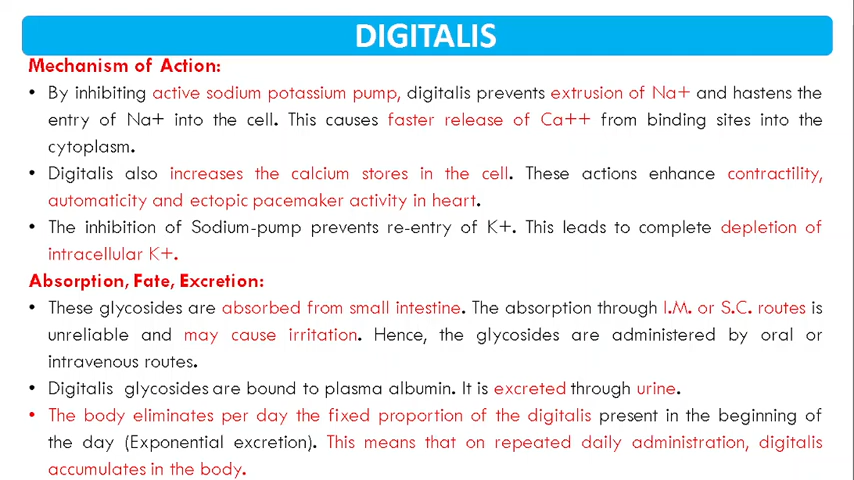 DIGITALIS
Mechanism of Action:
• By inhibiting active sodium potassium pump, digitalis prevents extrusion of Na+ and hastens the
entry of Na+ into the cell. This causes faster release of Ca++ from binding sites into the
cytoplasm.
• Digitalis also increases the calcium stores in the cell. These actions enhance contractility,
automaticity and ectopic pacemaker activity in heart.
• The inhibition of Sodium-pump prevents re-entry of K+. This leads to complete depletion of
intracellular K+.
Absorption, Fate, Excretion:
• These glycosides are absorbed from small intestine. The absorption through I.M. or S.C. routes is
unreliable and may cause irritation. Hence, the glycosides are administered by oral or
intravenous routes.
• Digitalis glycosides are bound to plasma albumin. It is excreted through urine.
• The body eliminates per day the fixed proportion of the digitalis present in the beginning of
the day (Exponential excretion). This means that on repeated daily administration, digitalis
accumulates in the body.